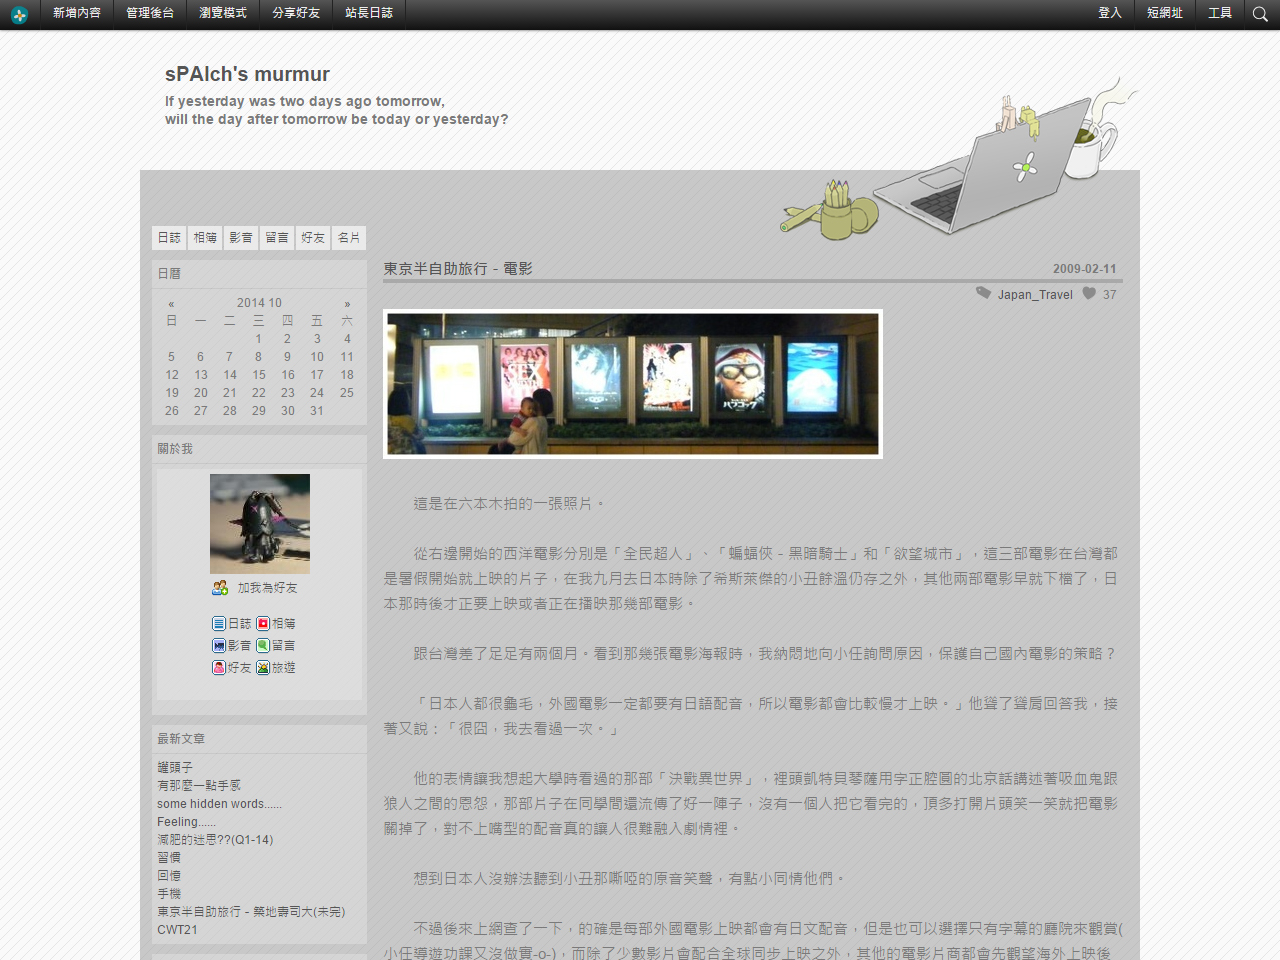 新增內容
管理後台
瀏覽模式
分享好友
站長日誌
登入
短網址
工具
sPAIch's murmur
If yesterday was two days ago tomorrow,
will the day after tomorrow be today or yesterday?
日誌 相簿 影音 留言 好友 名片
日曆
« 2014 10 »
日 一 二 三 四 五 六
1 2 3 4
5 6 7 8 9 10 11
12 13 14 15 16 17 18
19 20 21 22 23 24 25
26 27 28 29 30 31
關於我
加我為好友
日誌 相簿
影音 留言
好友 旅遊
最新文章
罐頭子
有那麼一點手感
some hidden words......
Feeling......
減肥的迷思??(Q1-14)
習慣
回憶
手機
東京半自助旅行 - 築地壽司大(未完)
CWT21
東京半自助旅行 - 電影
2009-02-11
Japan_Travel 37
這是在六本木拍的一張照片。
從右邊開始的西洋電影分別是「全民超人」、「蝙蝠俠 - 黑暗騎士」和「欲望城市」，這三部電影在台灣都
是暑假開始就上映的片子，在我九月去日本時除了希斯萊傑的小丑餘溫仍存之外，其他兩部電影早就下檔了，日
本那時後才正要上映或者正在播映那幾部電影。
跟台灣差了足足有兩個月。看到那幾張電影海報時，我納悶地向小任詢問原因，保護自己國內電影的策略？
「日本人都很龜毛，外國電影一定都要有日語配音，所以電影都會比較慢才上映。」他聳了聳肩回答我，接
著又說：「很囧，我去看過一次。」
他的表情讓我想起大學時看過的那部「決戰異世界」，裡頭凱特貝琴薩用字正腔圓的北京話講述著吸血鬼跟
狼人之間的恩怨，那部片子在同學間還流傳了好一陣子，沒有一個人把它看完的，頂多打開片頭笑一笑就把電影
關掉了，對不上嘴型的配音真的讓人很難融入劇情裡。
想到日本人沒辦法聽到小丑那嘶啞的原音笑聲，有點小同情他們。
不過後來上網查了一下，的確是每部外國電影上映都會有日文配音，但是也可以選擇只有字幕的廳院來觀賞(
小任導遊功課又沒做實-o-)，而除了少數影片會配合全球同步上映之外，其他的電影片商都會先觀望海外上映後